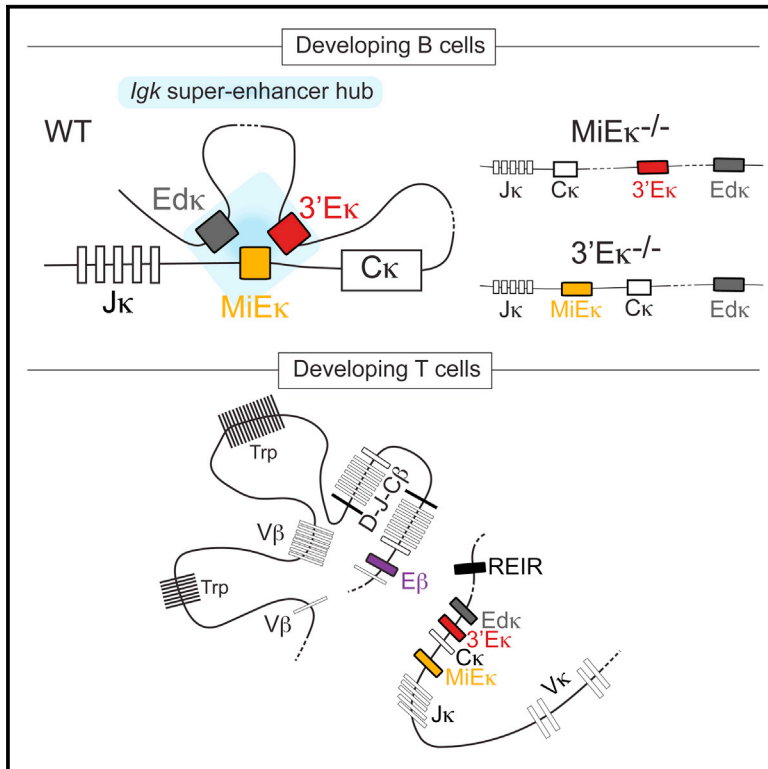 Developing B cells
Igk super-enhancer hub
WT
MiEκ-/-
Jκ
Cκ
3'Eκ
Edκ
Edκ
3'Eκ
MiEκ
Jκ
Cκ
3'Eκ-/-
Jκ
MiEκ
Cκ
Edκ
Developing T cells
Trp
Vβ
D-J-Cβ
Eβ
Trp
Vβ
REIR
Edκ
3'Eκ
Cκ
MiEκ
Jκ
Vκ